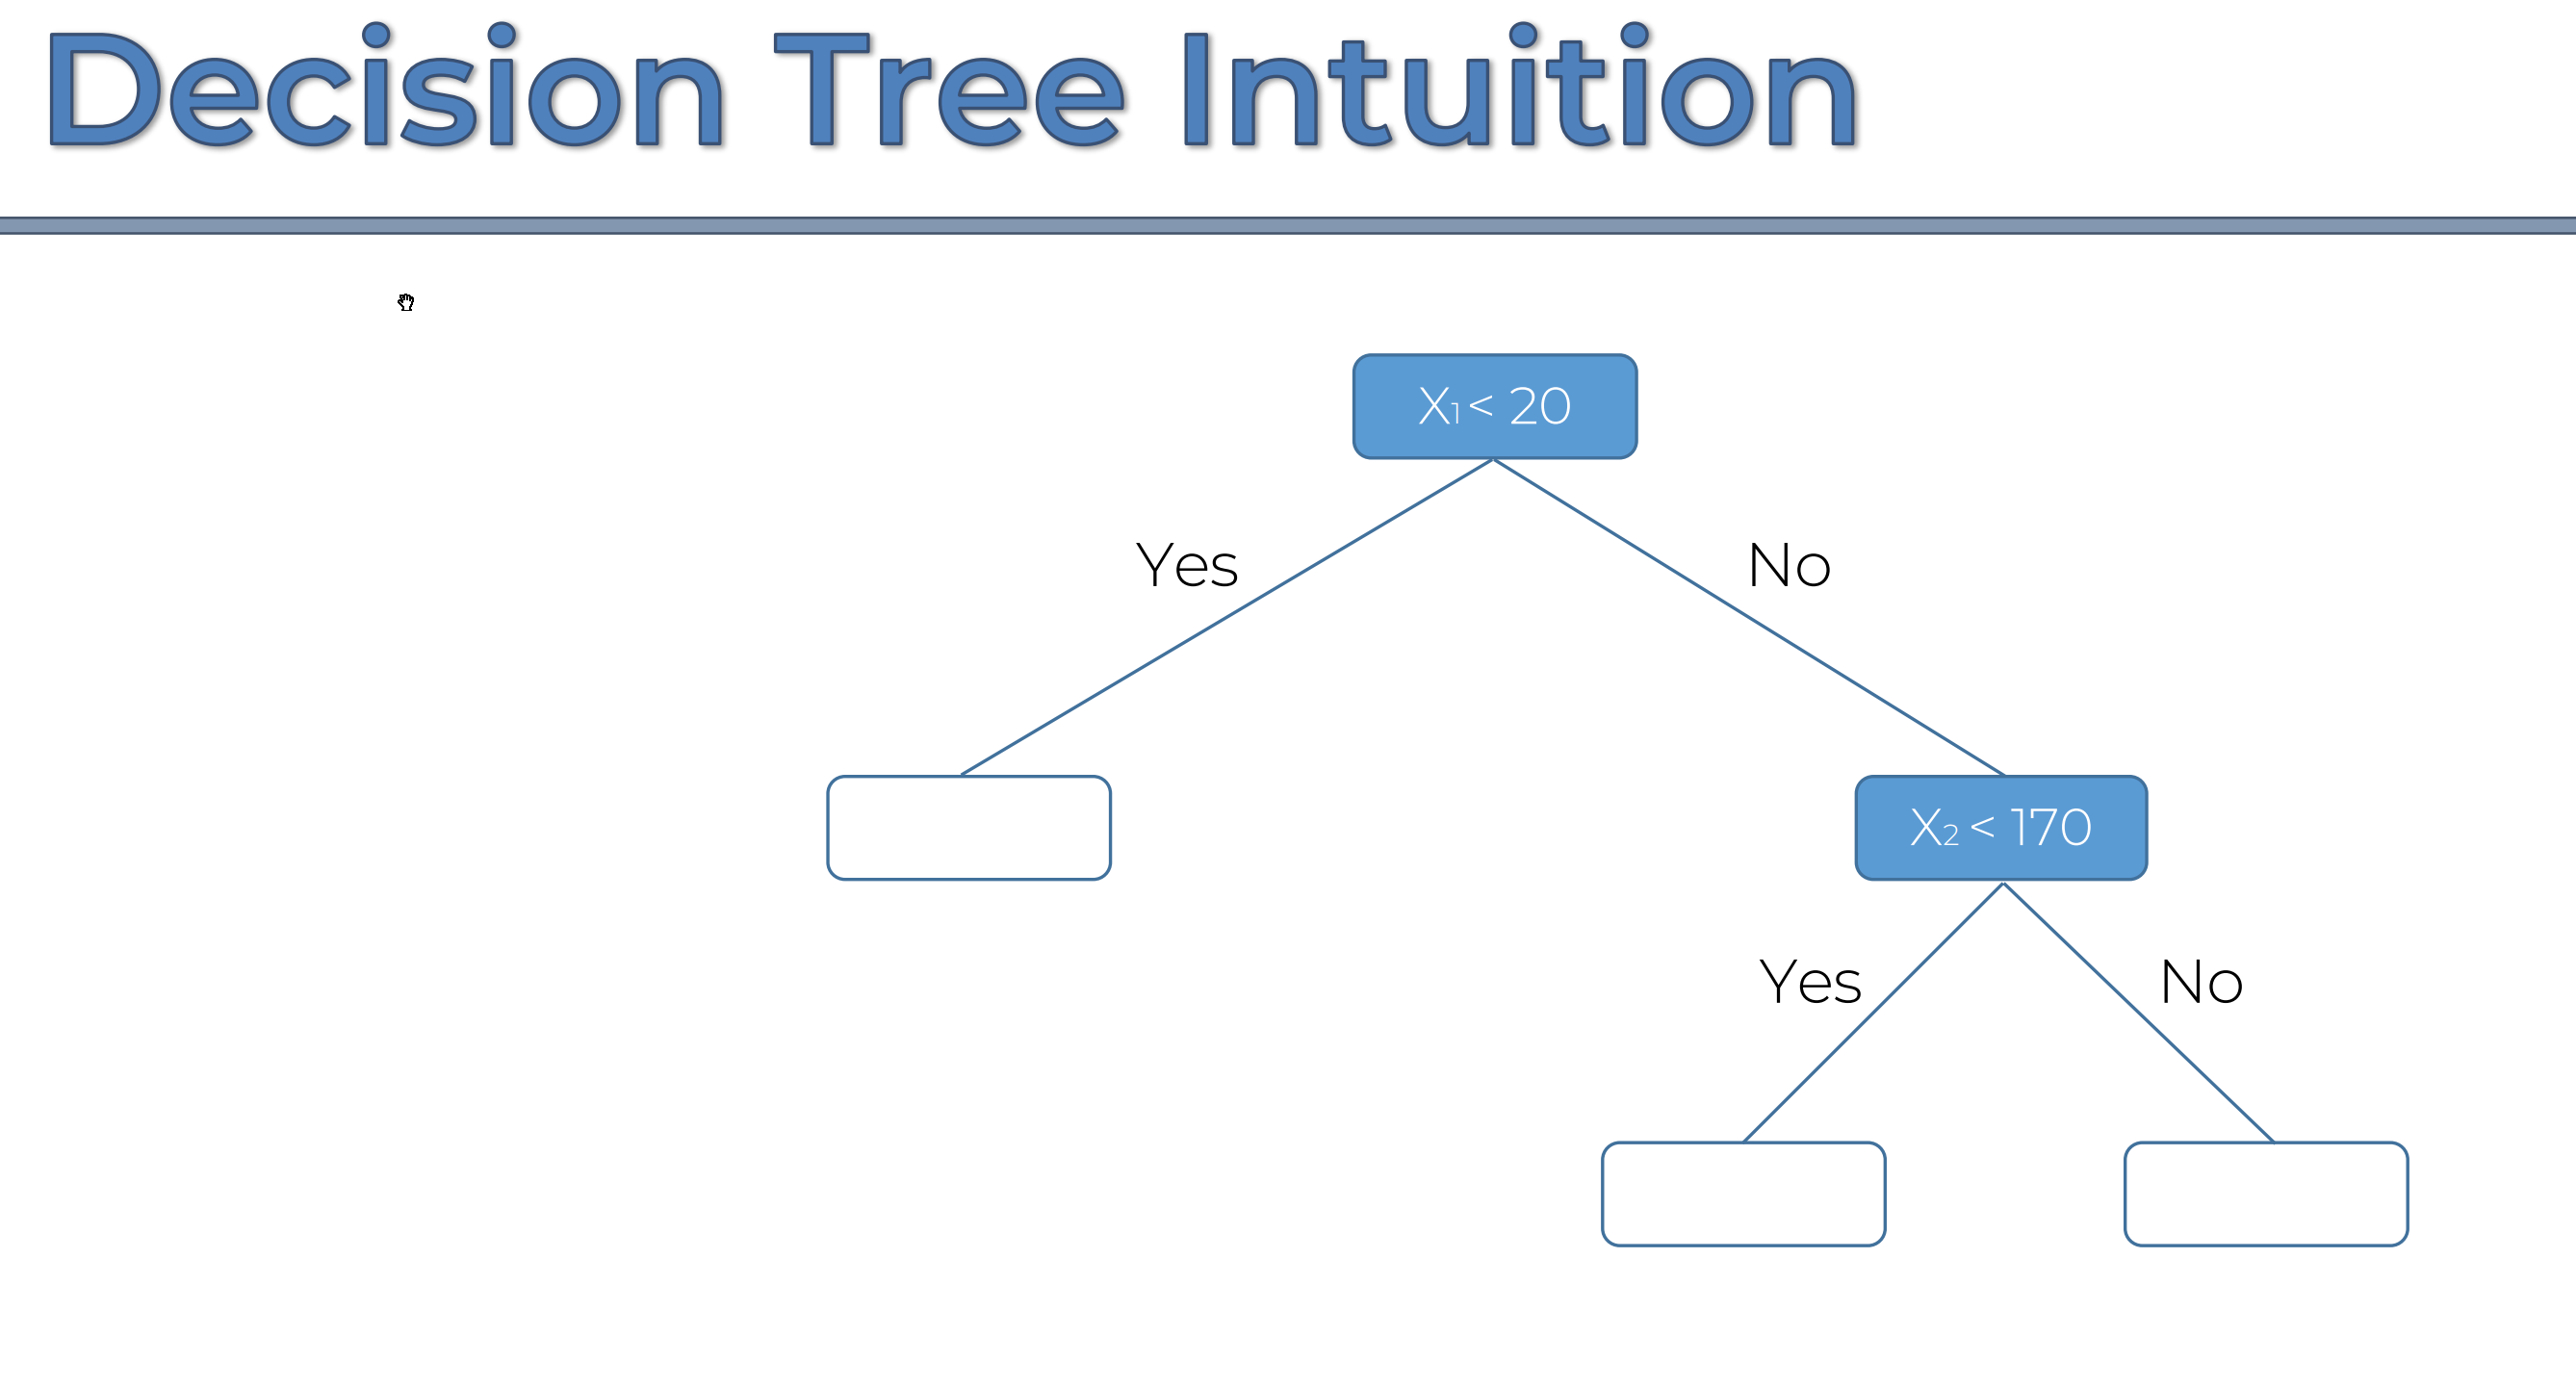 Decision Tree Intuition
X₁ < 20
Yes
No
X₂ < 170
Yes
No